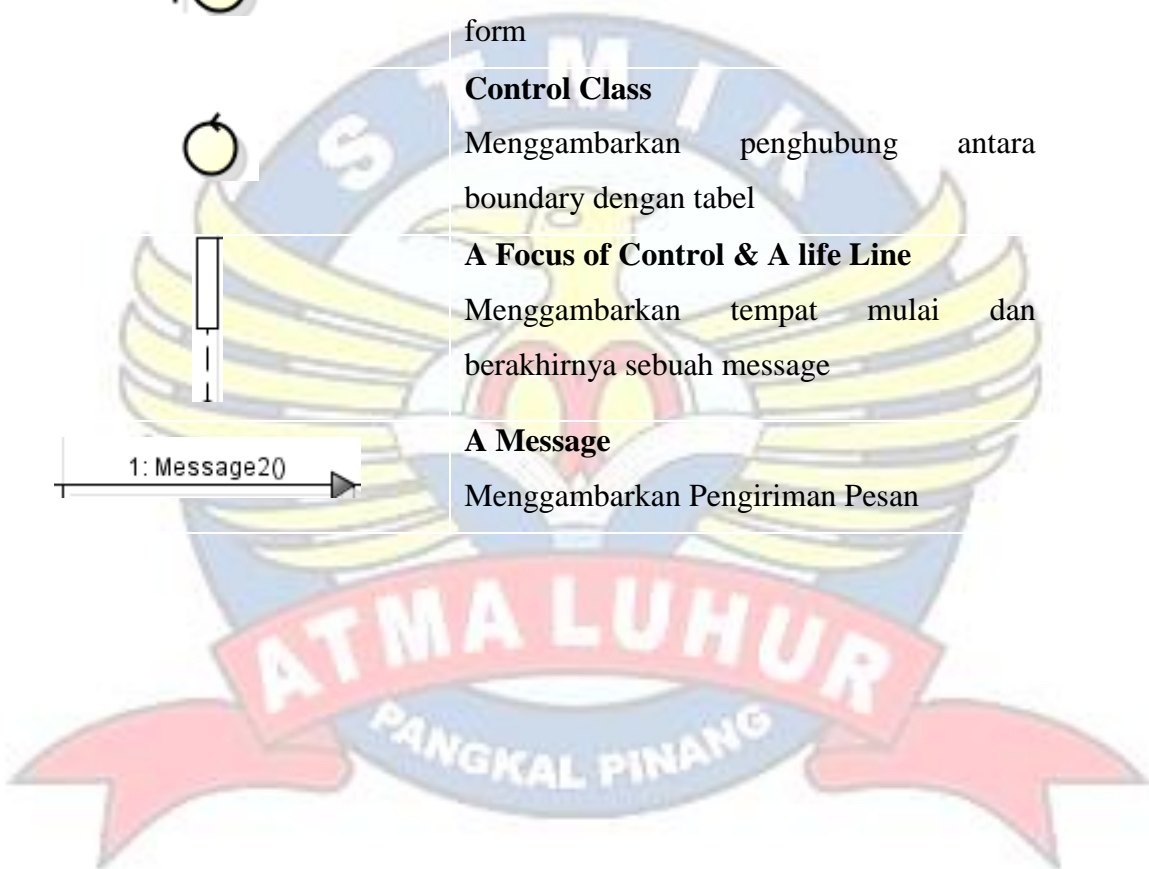 form
Control Class
Menggambarkan penghubung antara
boundary dengan tabel
A Focus of Control & A life Line
Menggambarkan tempat mulai dan
berakhirnya sebuah message
1: Message2()
A Message
Menggambarkan Pengiriman Pesan
STMIK
ATMA LUHUR
PANGKAL PINANG